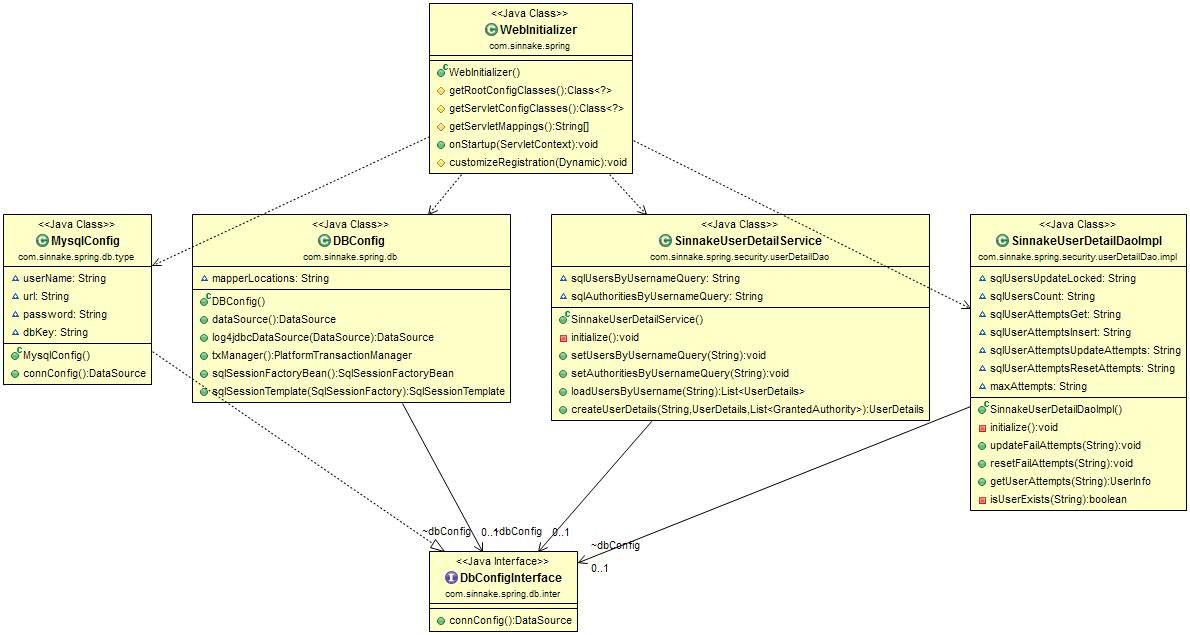 <<Java Class>>
WebInitializer
com.sinnake.spring
WebInitializer()
getRootConfigClasses():Class<?>
getServletConfigClasses():Class<?>
getServletMappings():String[]
onStartup(ServletContext):void
customizeRegistration(Dynamic):void
<<Java Class>>
MysqlConfig
com.sinnake.spring.db.type
userName: String
url: String
password: String
dbKey: String
MysqlConfig()
connConfig():DataSource
<<Java Class>>
DBConfig
com.sinnake.spring.db
mapperLocations: String
DBConfig()
dataSource():DataSource
log4jdbcDataSource(DataSource):DataSource
txManager():PlatformTransactionManager
sqlSessionFactoryBean():SqlSessionFactoryBean
sqlSessionTemplate(SqlSessionFactory):SqlSessionTemplate
<<Java Class>>
SinnakeUserDetailService
com.sinnake.spring.security.userDetailDao
sqlUsersByUsernameQuery: String
sqlAuthoritiesByUsernameQuery: String
SinnakeUserDetailService()
initialize():void
setUsersByUsernameQuery(String):void
setAuthoritiesByUsernameQuery(String):void
loadUsersByUsername(String):List<UserDetails>
createUserDetails(String,UserDetails,List<GrantedAuthority>):UserDetails
<<Java Class>>
SinnakeUserDetailDaoImpl
com.sinnake.spring.security.userDetailDao.impl
sqlUsersUpdateLocked: String
sqlUsersCount: String
sqlUserAttemptsGet: String
sqlUserAttemptsInsert: String
sqlUserAttemptsUpdateAttempts: String
sqlUserAttemptsResetAttempts: String
maxAttempts: String
SinnakeUserDetailDaoImpl()
initialize():void
updateFailAttempts(String):void
resetFailAttempts(String):void
getUserAttempts(String):UserInfo
isUserExists(String):boolean
~dbConfig
0..1
~dbConfig
0..1
~dbConfig
0..1
<<Java Interface>>
DbConfigInterface
com.sinnake.spring.db.inter
connConfig():DataSource